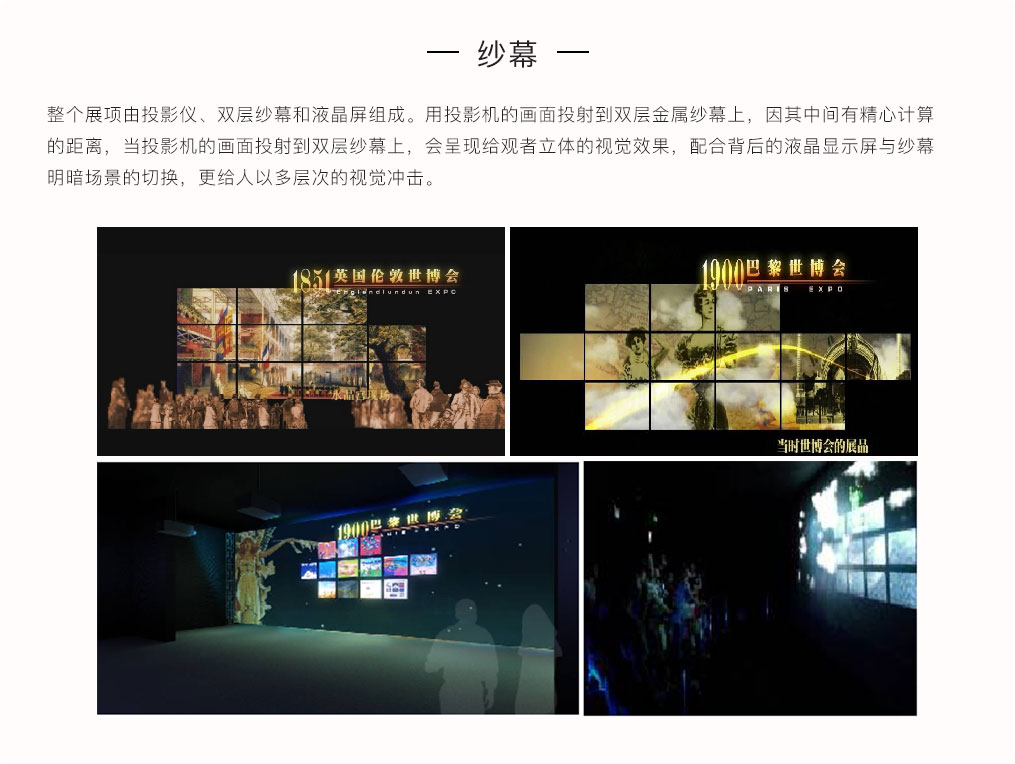 纱幕
整个展项由投影仪、双层纱幕和液晶屏组成。用投影机的画面投射到双层金属纱幕上，因其中间有精心计算
的距离，当投影机的画面投射到双层纱幕上，会呈现给观者立体的视觉效果，配合背后的液晶显示屏与纱幕
明暗场景的切换，更给人以多层次的视觉冲击。
1851英国伦敦世博会
Englandlundun EXPO
1900巴黎世博会
PARIS EXPO
当时世博会的展品
1900巴黎世博会